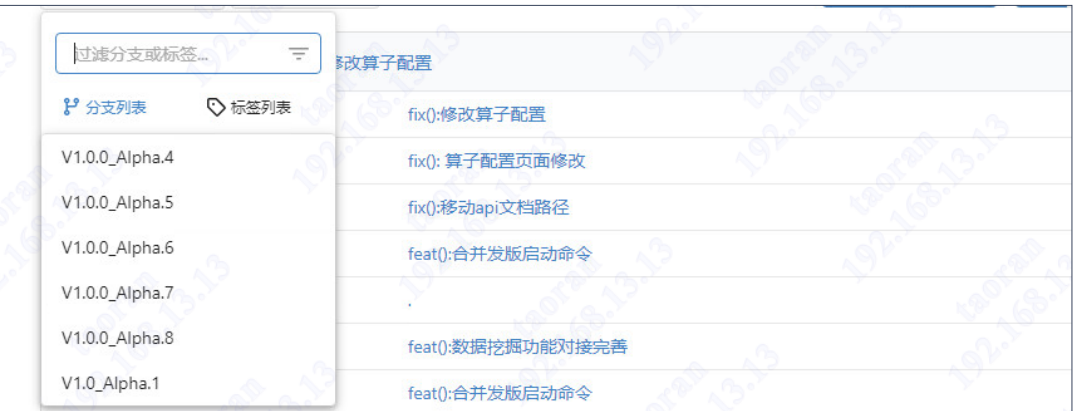 过滤分支或标签...
分支列表
标签列表
V1.0.0_Alpha.4
V1.0.0_Alpha.5
V1.0.0_Alpha.6
V1.0.0_Alpha.7
V1.0.0_Alpha.8
V1.0_Alpha.1
修改算子配置
fix():修改算子配置
fix(): 算子配置页面修改
fix():移动api文档路径
feat():合并发版启动命令
.
feat():数据挖掘功能对接完善
feat():合并发版启动命令
taoran
192.168.13.13